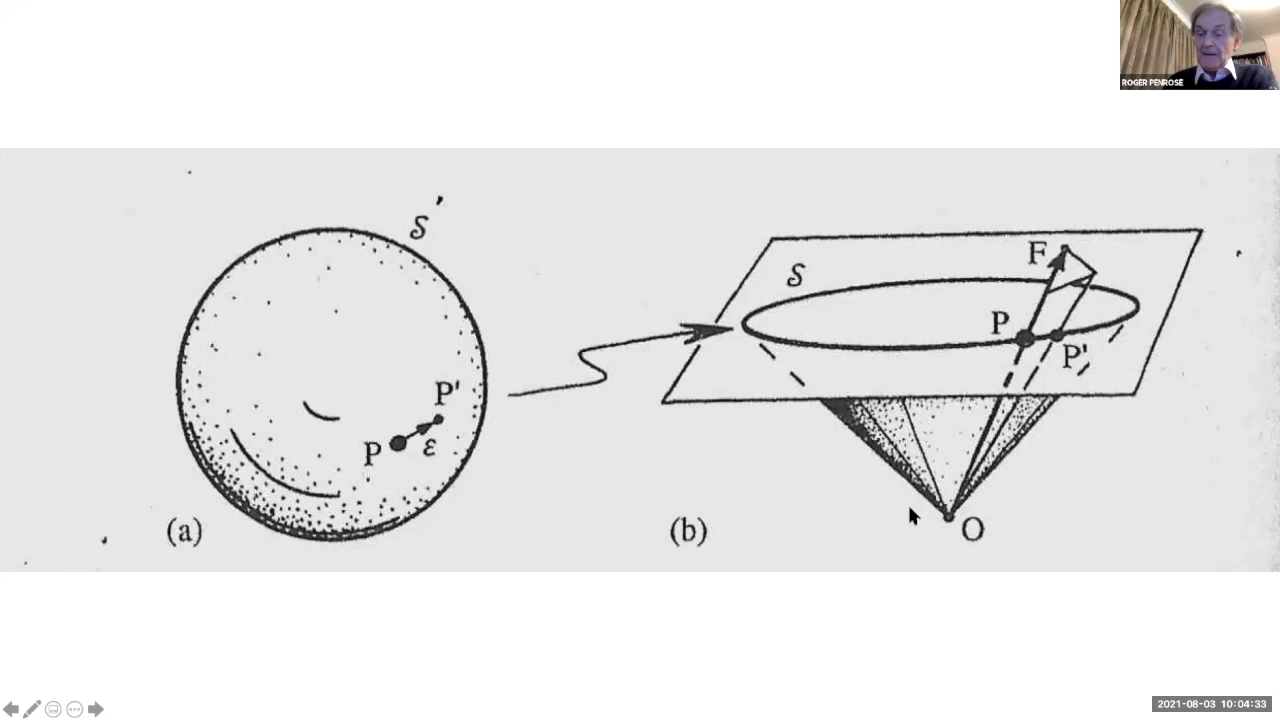 ROGER PENROSE
S'
P'
P
ε
(a)
S
F
P
P'
(b)
O
2021-08-03 10:04:33